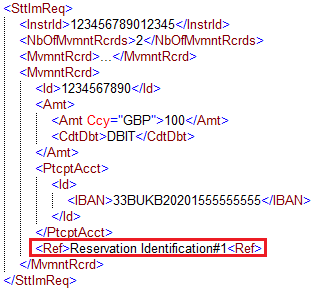 <SttlmReq>
<InstrId>123456789012345</InstrId>
<NbOfMvmntRcrds>2</NbOfMvmntRcrds>
<MvmntRcrd>...</MvmntRcrd>
<MvmntRcrd>
<Id>1234567890</Id>
<Amt>
<Amt Ccy="GBP">100</Amt>
<CdtDbt>DBIT</CdtDbt>
</Amt>
<PtcptAcct>
<Id>
<IBAN>33BUKB20201555555555</IBAN>
</Id>
</PtcptAcct>
<Ref>Reservation Identification#1<Ref>
</MvmntRcrd>
</SttlmReq>